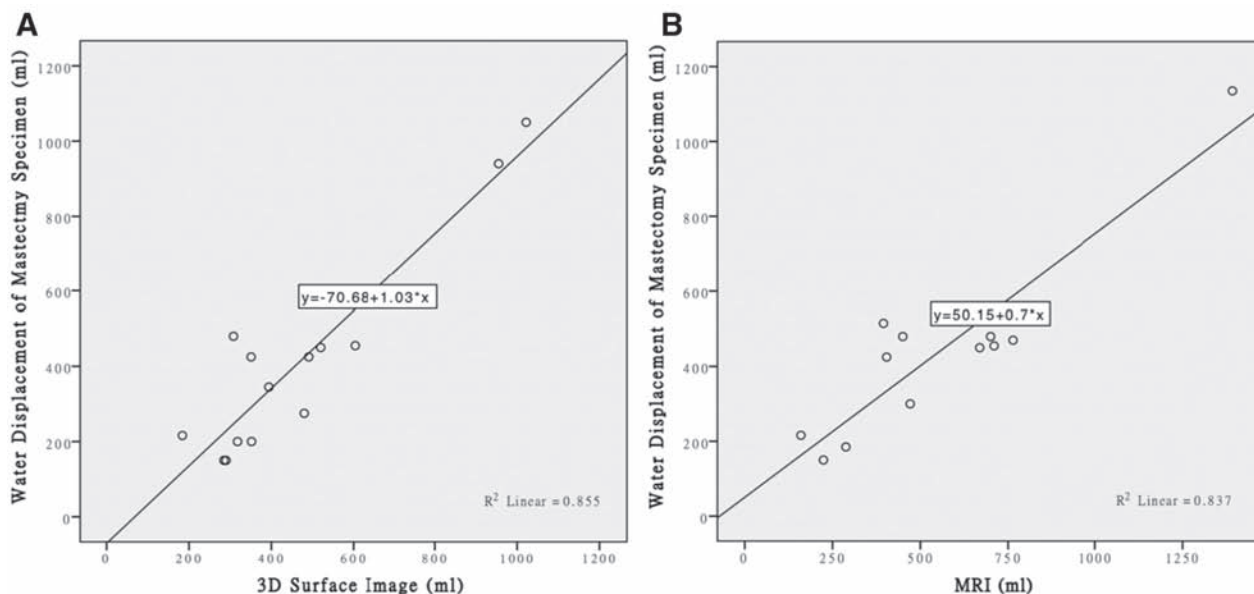 A
Water Displacement of Mastectmy Specimen (ml)
1200
1000
800
600
400
200
0
y=-70.68+1.03*x
R² Linear = 0.855
0 200 400 600 800 1000 1200
3D Surface Image (ml)
B
Water Displacement of Mastectomy Specimen (ml)
1200
1000
800
600
400
200
0
y=50.15+0.7*x
R² Linear = 0.837
0 250 500 750 1000 1250
MRI (ml)